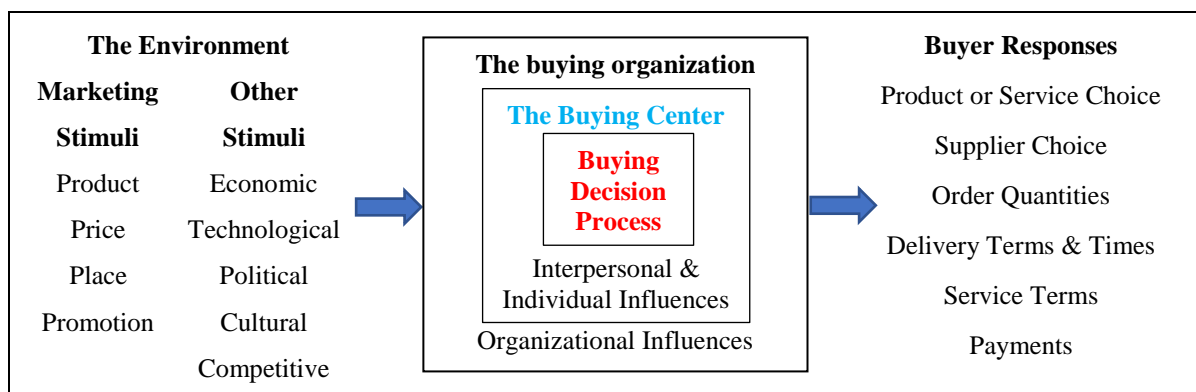 The Environment
Marketing
Stimuli
Product
Price
Place
Promotion
Other
Stimuli
Economic
Technological
Political
Cultural
Competitive
The buying organization
The Buying Center
Buying
Decision
Process
Interpersonal &
Individual Influences
Organizational Influences
Buyer Responses
Product or Service Choice
Supplier Choice
Order Quantities
Delivery Terms & Times
Service Terms
Payments